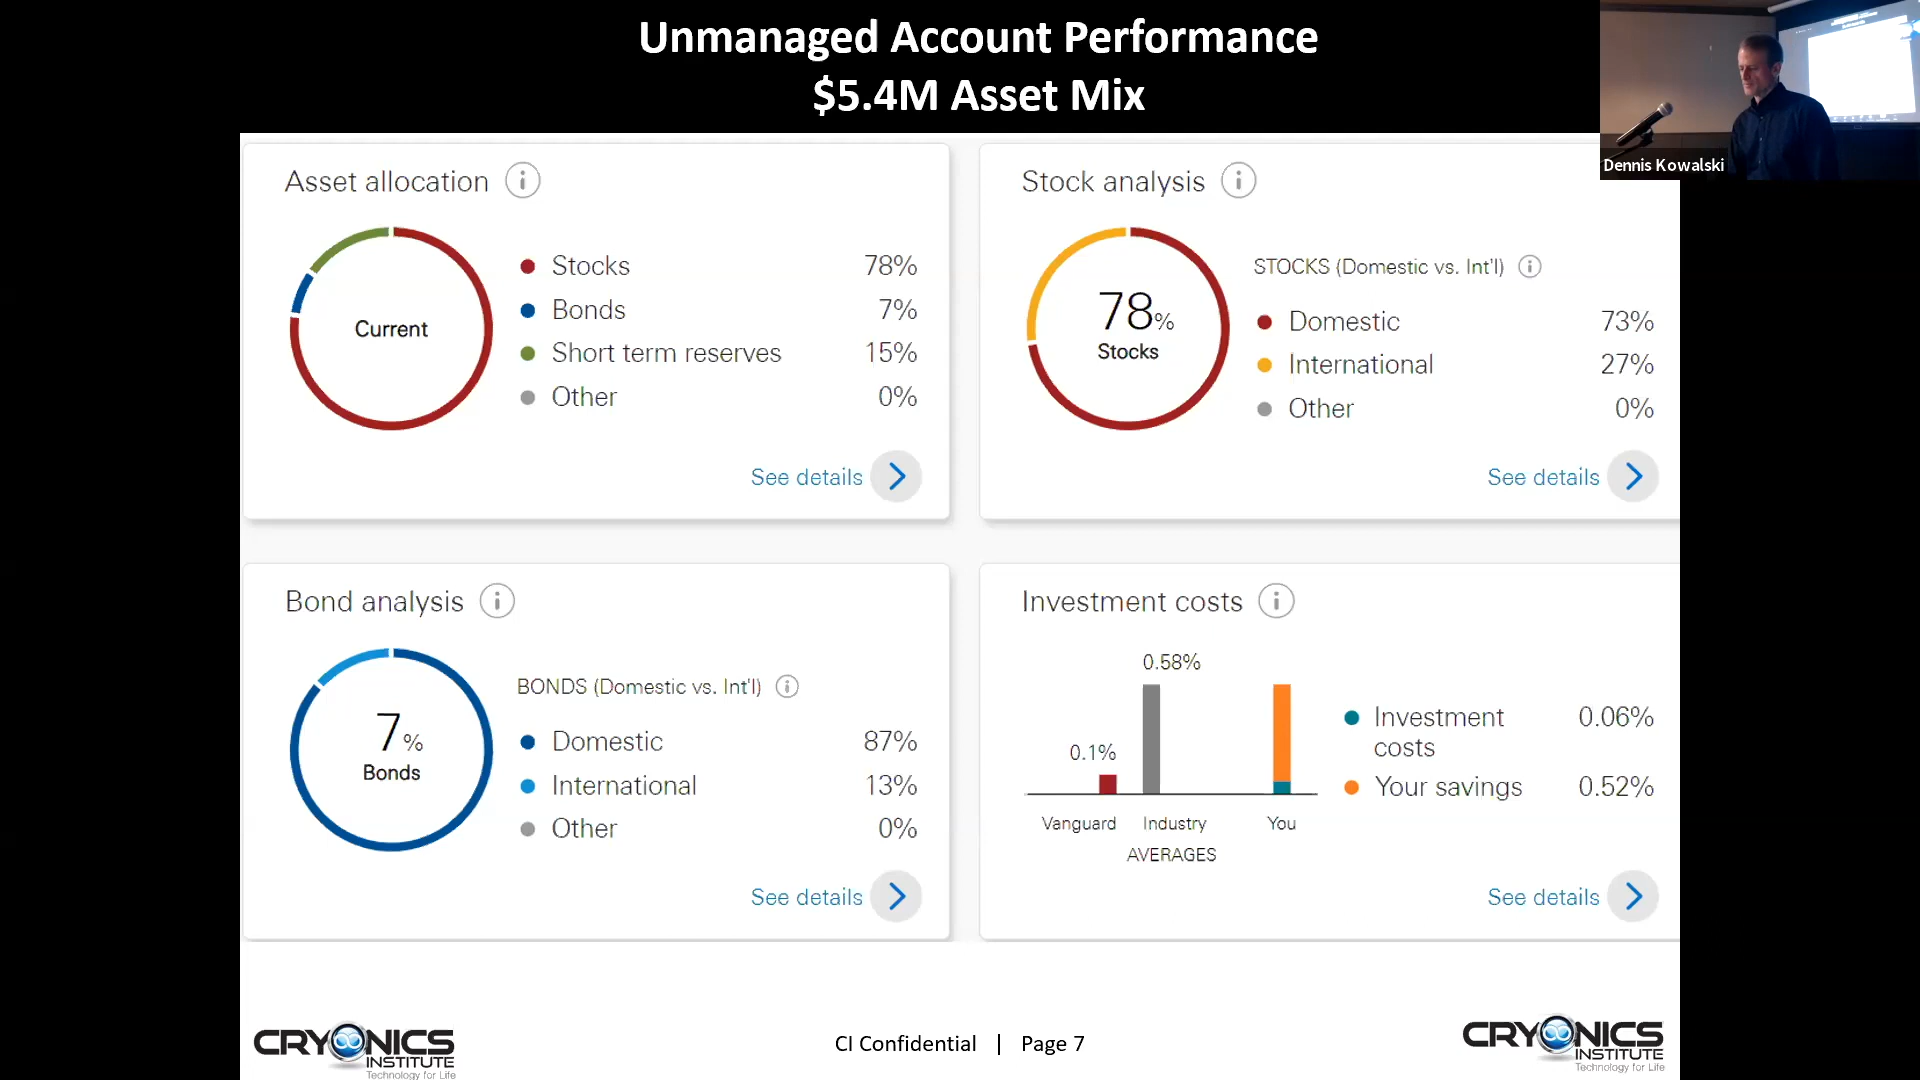 Unmanaged Account Performance
$5.4M Asset Mix
Dennis Kowalski
Asset allocation i
Current
Stocks 78%
Bonds 7%
Short term reserves 15%
Other 0%
See details
Stock analysis i
78%
Stocks
STOCKS (Domestic vs. Int'l) i
Domestic 73%
International 27%
Other 0%
See details
Bond analysis i
7%
Bonds
BONDS (Domestic vs. Int'l) i
Domestic 87%
International 13%
Other 0%
See details
Investment costs i
0.58%
0.1%
Vanguard Industry You
AVERAGES
Investment costs 0.06%
Your savings 0.52%
See details
CRYONICS
INSTITUTE
Technology for Life
CI Confidential | Page 7
CRYONICS
INSTITUTE
Technology for Life